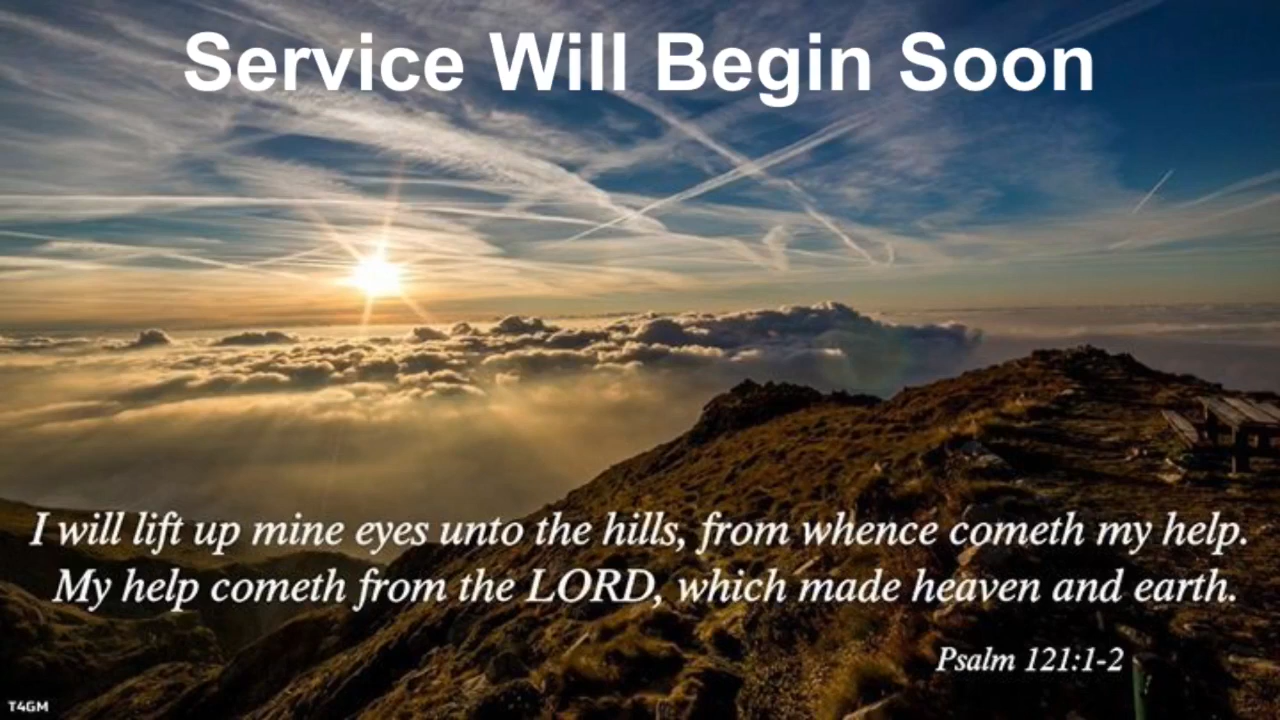 Service Will Begin Soon
I will lift up mine eyes unto the hills, from whence cometh my help.
My help cometh from the LORD, which made heaven and earth.
Psalm 121:1-2
T4GM